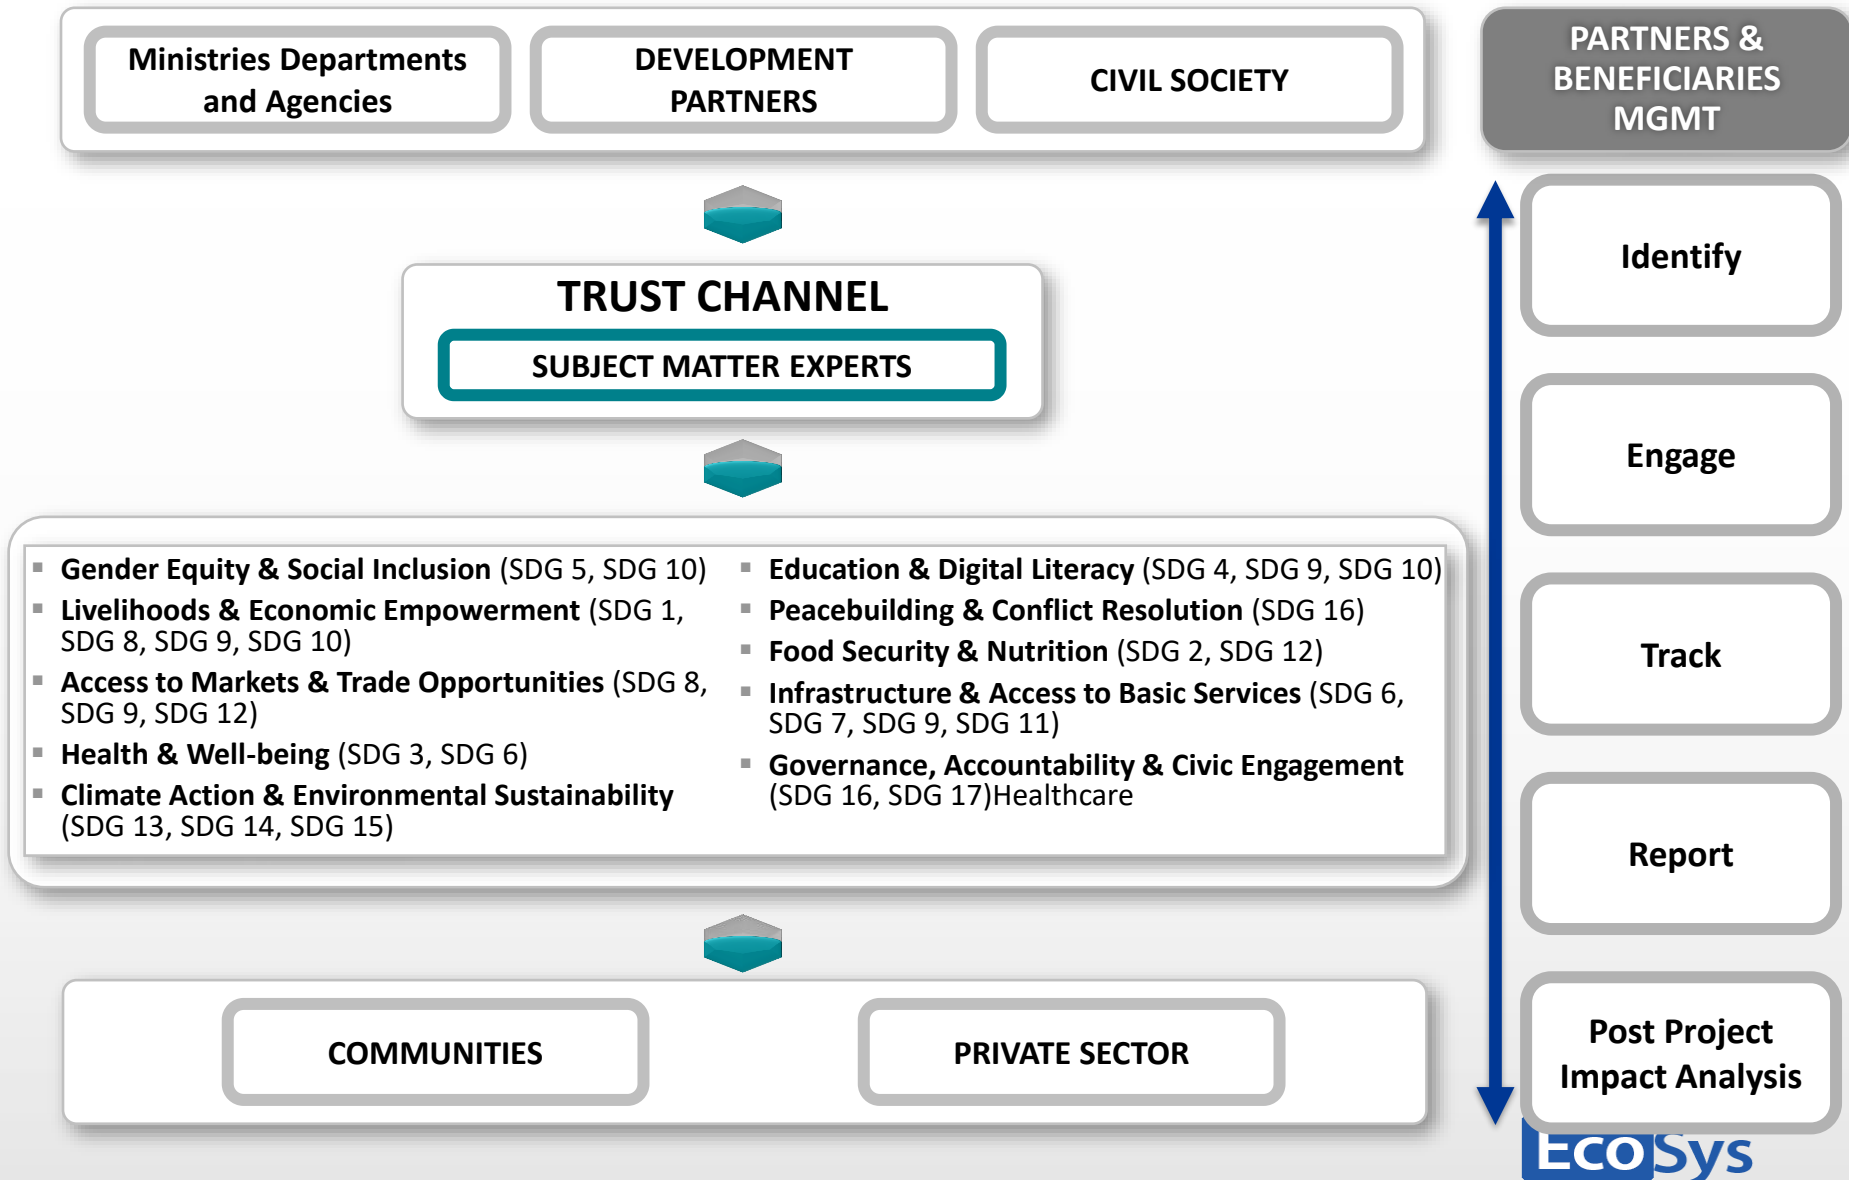 Ministries Departments
and Agencies
DEVELOPMENT
PARTNERS
CIVIL SOCIETY
PARTNERS &
BENEFICIARIES
MGMT
TRUST CHANNEL
SUBJECT MATTER EXPERTS
▪ Gender Equity & Social Inclusion (SDG 5, SDG 10)
▪ Livelihoods & Economic Empowerment (SDG 1,
SDG 8, SDG 9, SDG 10)
▪ Access to Markets & Trade Opportunities (SDG 8,
SDG 9, SDG 12)
▪ Health & Well-being (SDG 3, SDG 6)
▪ Climate Action & Environmental Sustainability
(SDG 13, SDG 14, SDG 15)
▪ Education & Digital Literacy (SDG 4, SDG 9, SDG 10)
▪ Peacebuilding & Conflict Resolution (SDG 16)
▪ Food Security & Nutrition (SDG 2, SDG 12)
▪ Infrastructure & Access to Basic Services (SDG 6,
SDG 7, SDG 9, SDG 11)
▪ Governance, Accountability & Civic Engagement
(SDG 16, SDG 17)Healthcare
COMMUNITIES
PRIVATE SECTOR
Identify
Engage
Track
Report
Post Project
Impact Analysis
EcoSys